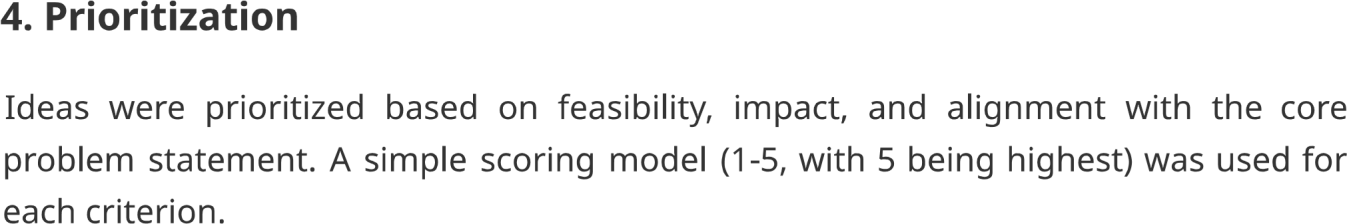 4. Prioritization
Ideas were prioritized based on feasibility, impact, and alignment with the core
problem statement. A simple scoring model (1-5, with 5 being highest) was used for
each criterion.